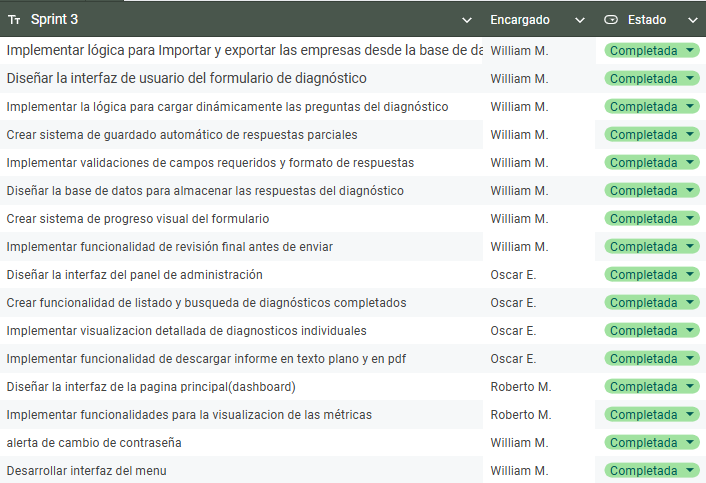 Sprint 3 Encargado Estado
Implementar lógica para Importar y exportar las empresas desde la base de William M. Completada
Diseñar la interfaz de usuario del formulario de diagnóstico William M. Completada
Implementar la lógica para cargar dinámicamente las preguntas del diagnóstico William M. Completada
Crear sistema de guardado automático de respuestas parciales William M. Completada
Implementar validaciones de campos requeridos y formato de respuestas William M. Completada
Diseñar la base de datos para almacenar las respuestas del diagnóstico William M. Completada
Crear sistema de progreso visual del formulario William M. Completada
Implementar funcionalidad de revisión final antes de enviar William M. Completada
Diseñar la interfaz del panel de administración Oscar E. Completada
Crear funcionalidad de listado y busqueda de diagnósticos completados Oscar E. Completada
Implementar visualizacion detallada de diagnosticos individuales Oscar E. Completada
Implementar funcionalidad de descargar informe en texto plano y en pdf Oscar E. Completada
Diseñar la interfaz de la pagina principal(dashboard) Roberto M. Completada
Implementar funcionalidades para la visualizacion de las métricas Roberto M. Completada
alerta de cambio de contraseña William M. Completada
Desarrollar interfaz del menu William M. Completada